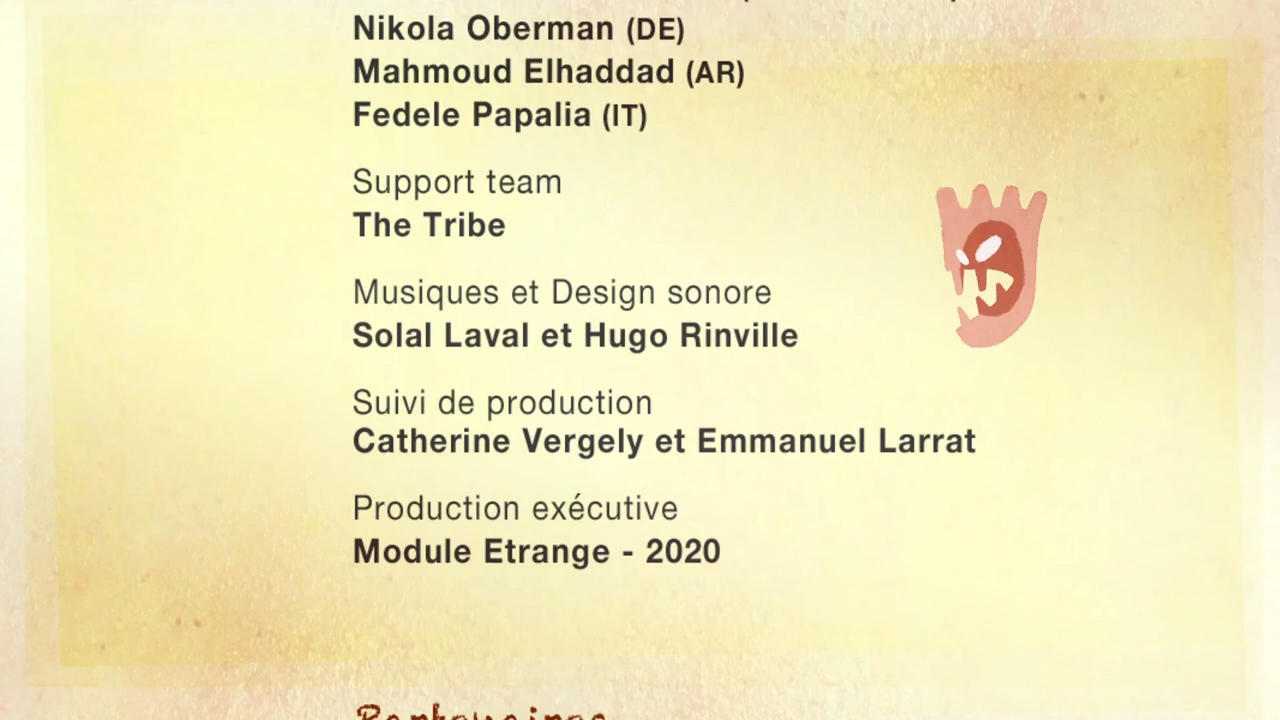 Nikola Oberman (DE)
Mahmoud Elhaddad (AR)
Fedele Papalia (IT)
Support team
The Tribe
Musiques et Design sonore
Solal Laval et Hugo Rinville
Suivi de production
Catherine Vergely et Emmanuel Larrat
Production exécutive
Module Etrange - 2020